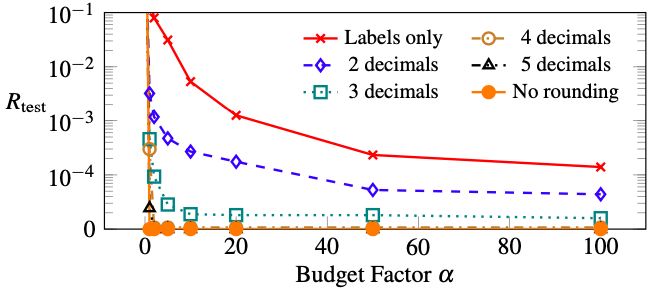 10−1
10−2
10−3
10−4
0
Rtest
Labels only
2 decimals
3 decimals
4 decimals
5 decimals
No rounding
0 20 40 60 80 100
Budget Factor α